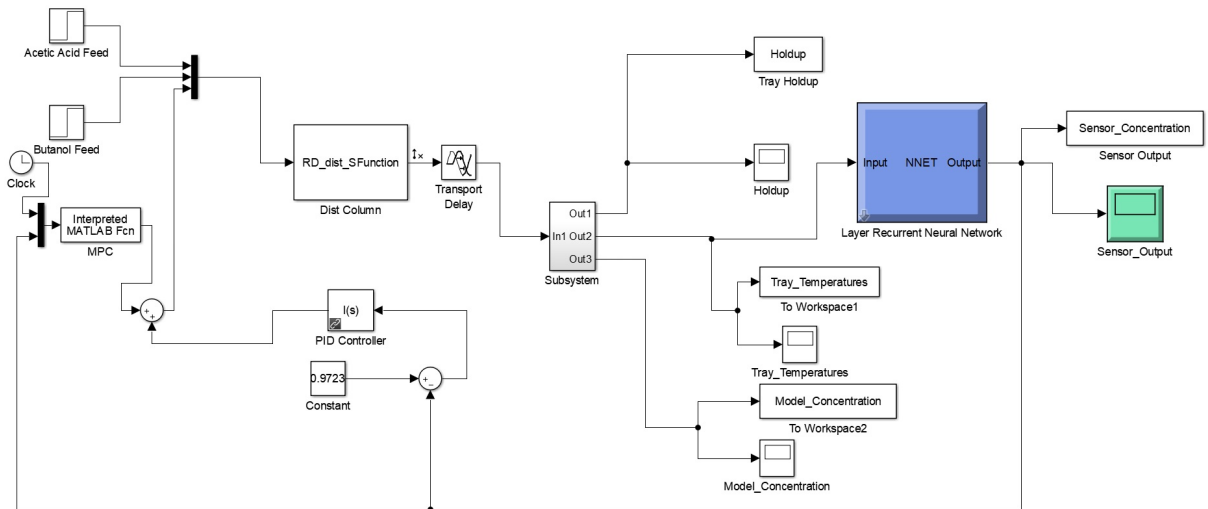 Acetic Acid Feed
Butanol Feed
Clock
Interpreted
MATLAB Fcn
MPC
+
+
RD_dist_SFunction
Dist Column
Transport
Delay
I(s)
PID Controller
0.9723
Constant
+
−
Out1
In1 Out2
Out3
Subsystem
Holdup
Tray Holdup
Holdup
Input NNET Output
Layer Recurrent Neural Network
Sensor_Concentration
Sensor Output
Sensor_Output
Tray_Temperatures
To Workspace1
Tray_Temperatures
Model_Concentration
To Workspace2
Model_Concentration